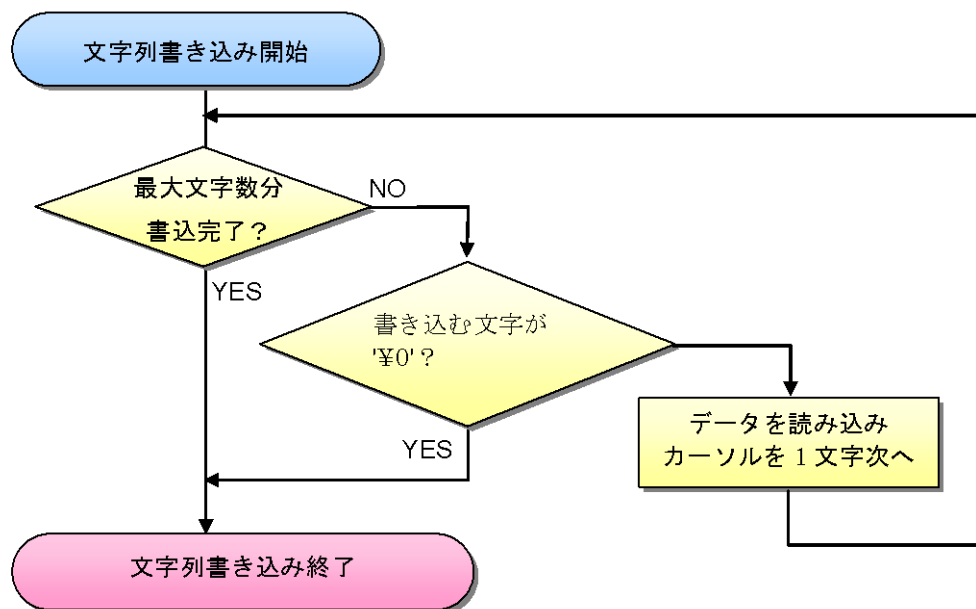 文字列書き込み開始
最大文字数分
書込完了？
NO
YES
書き込む文字が
'¥0'？
YES
データを読み込み
カーソルを1文字次へ
文字列書き込み終了